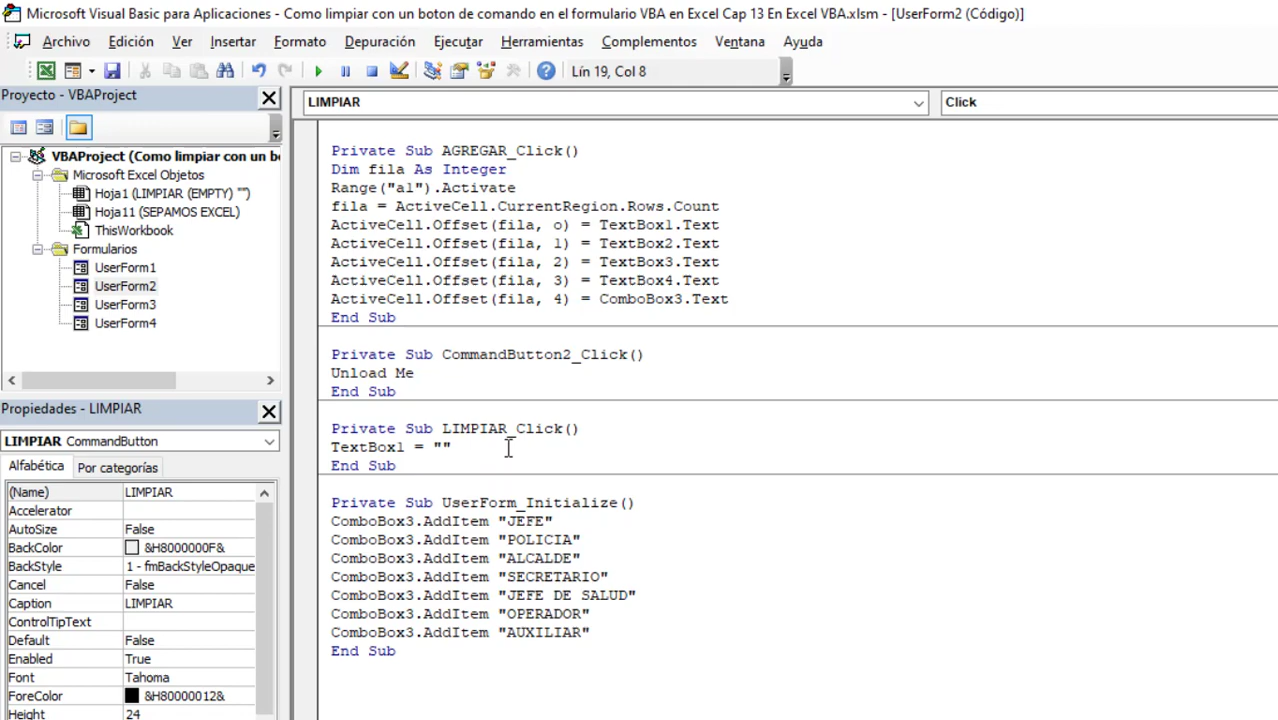 Microsoft Visual Basic para Aplicaciones - Como limpiar con un boton de comando en el formulario VBA en Excel Cap 13 En Excel VBA.xlsm - [UserForm2 (Código)]
Archivo Edición Ver Insertar Formato Depuración Ejecutar Herramientas Complementos Ventana Ayuda
Lín 19, Col 8
Proyecto - VBAProject
VBAProject (Como limpiar con un b
Microsoft Excel Objetos
Hoja1 (LIMPIAR (EMPTY) "")
Hoja11 (SEPAMOS EXCEL)
ThisWorkbook
Formularios
UserForm1
UserForm2
UserForm3
UserForm4
Propiedades - LIMPIAR
LIMPIAR CommandButton
Alfabética Por categorías
(Name) LIMPIAR
Accelerator
AutoSize False
BackColor &H8000000F&
BackStyle 1 - fmBackStyleOpaque
Cancel False
Caption LIMPIAR
ControlTipText
Default False
Enabled True
Font Tahoma
ForeColor &H80000012&
Height 24
LIMPIAR Click
Private Sub AGREGAR_Click()
Dim fila As Integer
Range("a1").Activate
fila = ActiveCell.CurrentRegion.Rows.Count
ActiveCell.Offset(fila, o) = TextBox1.Text
ActiveCell.Offset(fila, 1) = TextBox2.Text
ActiveCell.Offset(fila, 2) = TextBox3.Text
ActiveCell.Offset(fila, 3) = TextBox4.Text
ActiveCell.Offset(fila, 4) = ComboBox3.Text
End Sub
Private Sub CommandButton2_Click()
Unload Me
End Sub
Private Sub LIMPIAR_Click()
TextBox1 = ""
End Sub
Private Sub UserForm_Initialize()
ComboBox3.AddItem "JEFE"
ComboBox3.AddItem "POLICIA"
ComboBox3.AddItem "ALCALDE"
ComboBox3.AddItem "SECRETARIO"
ComboBox3.AddItem "JEFE DE SALUD"
ComboBox3.AddItem "OPERADOR"
ComboBox3.AddItem "AUXILIAR"
End Sub